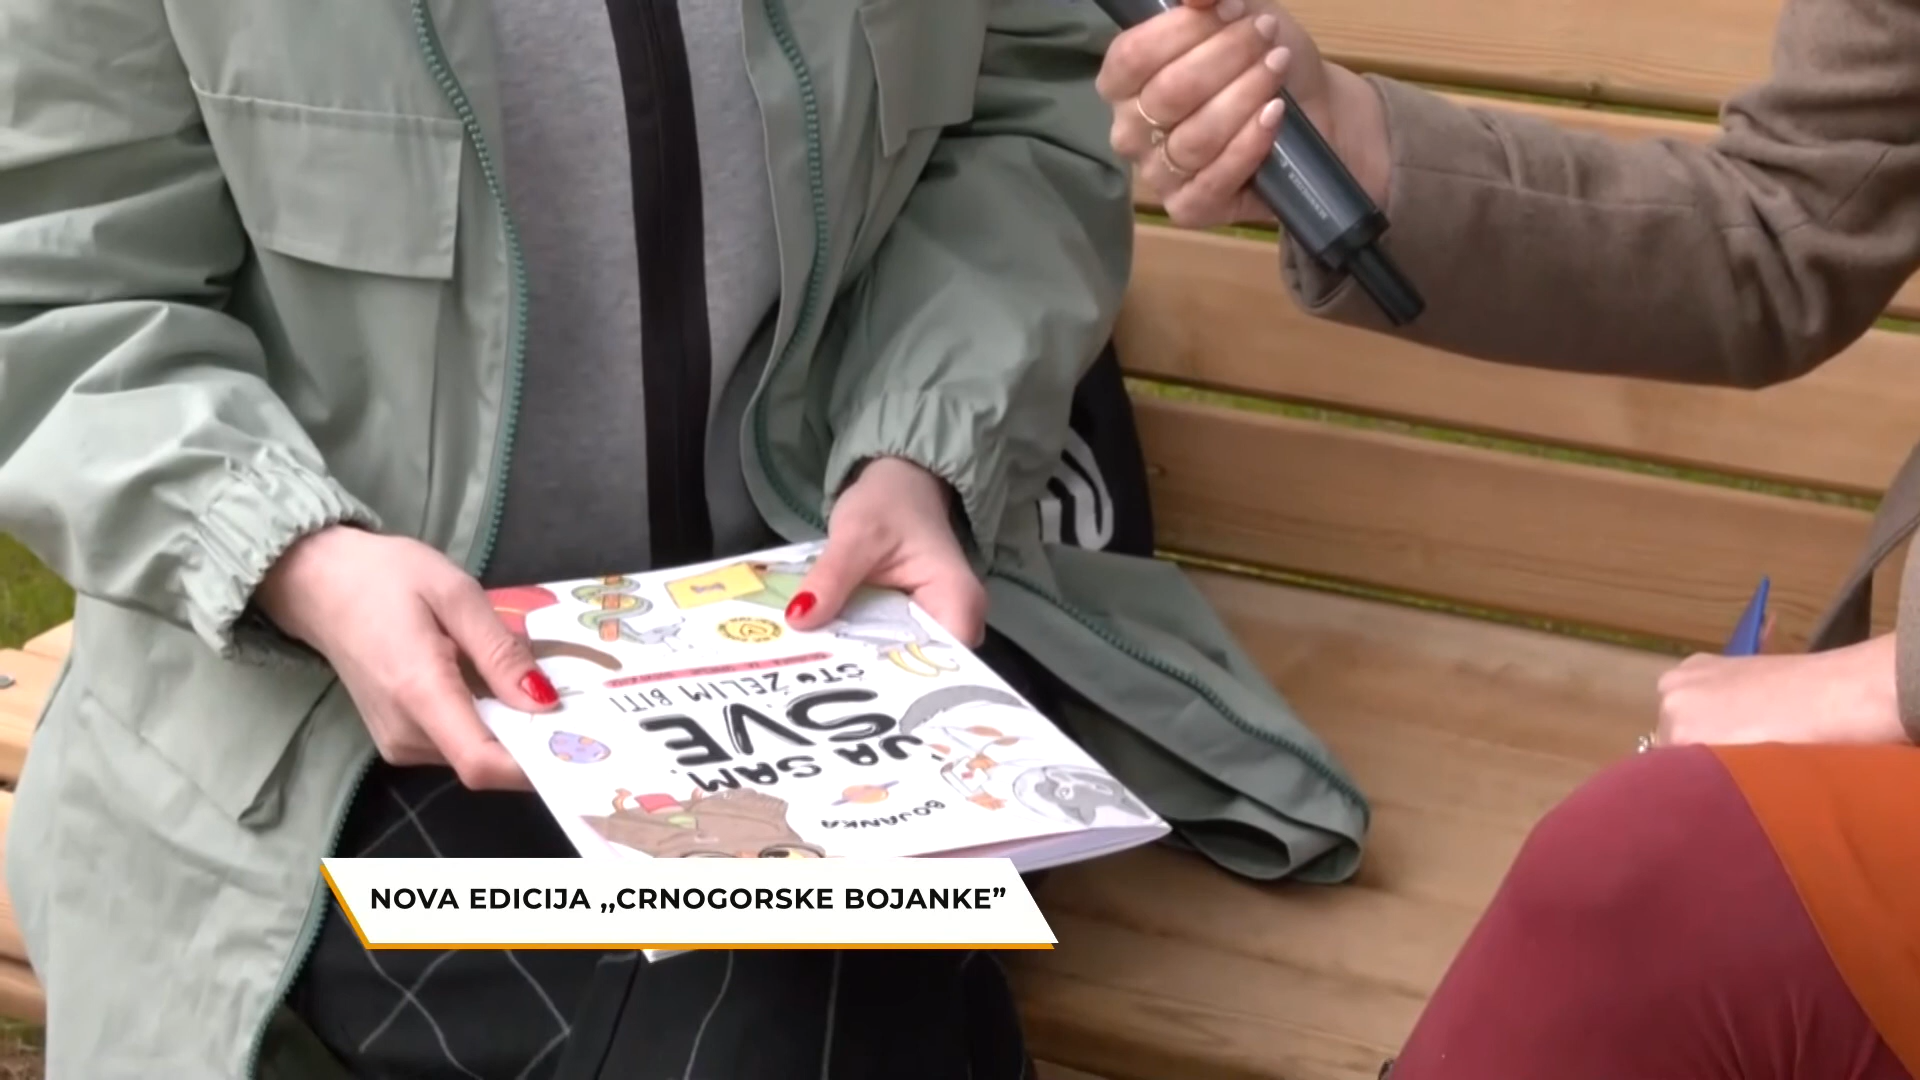 BOJANKA
JA SAM
SVE
ŠTO ŽELIM BITI
NOVA EDICIJA ,,CRNOGORSKE BOJANKE”